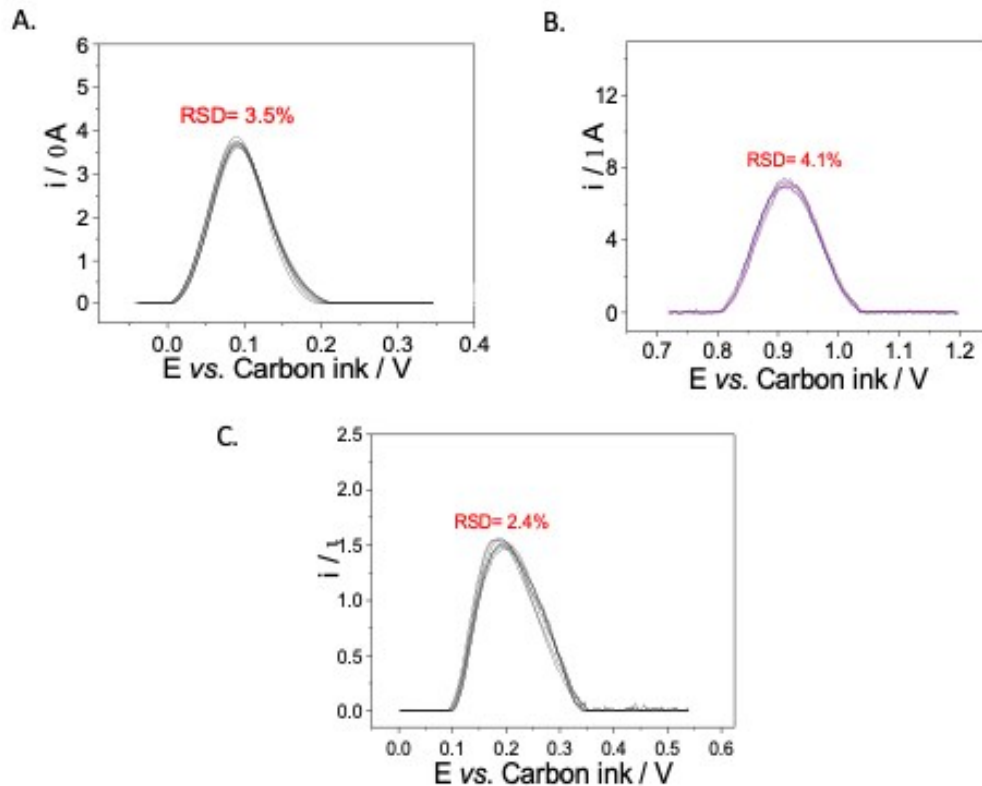 A.
6
5
4
3
2
1
0
i / 0A
RSD= 3.5%
0.0 0.1 0.2 0.3 0.4
E vs. Carbon ink / V
B.
12
8
4
0
i / 1A
RSD= 4.1%
0.7 0.8 0.9 1.0 1.1 1.2
E vs. Carbon ink / V
C.
2.5
2.0
1.5
1.0
0.5
0.0
i /
RSD= 2.4%
0.0 0.1 0.2 0.3 0.4 0.5 0.6
E vs. Carbon ink / V